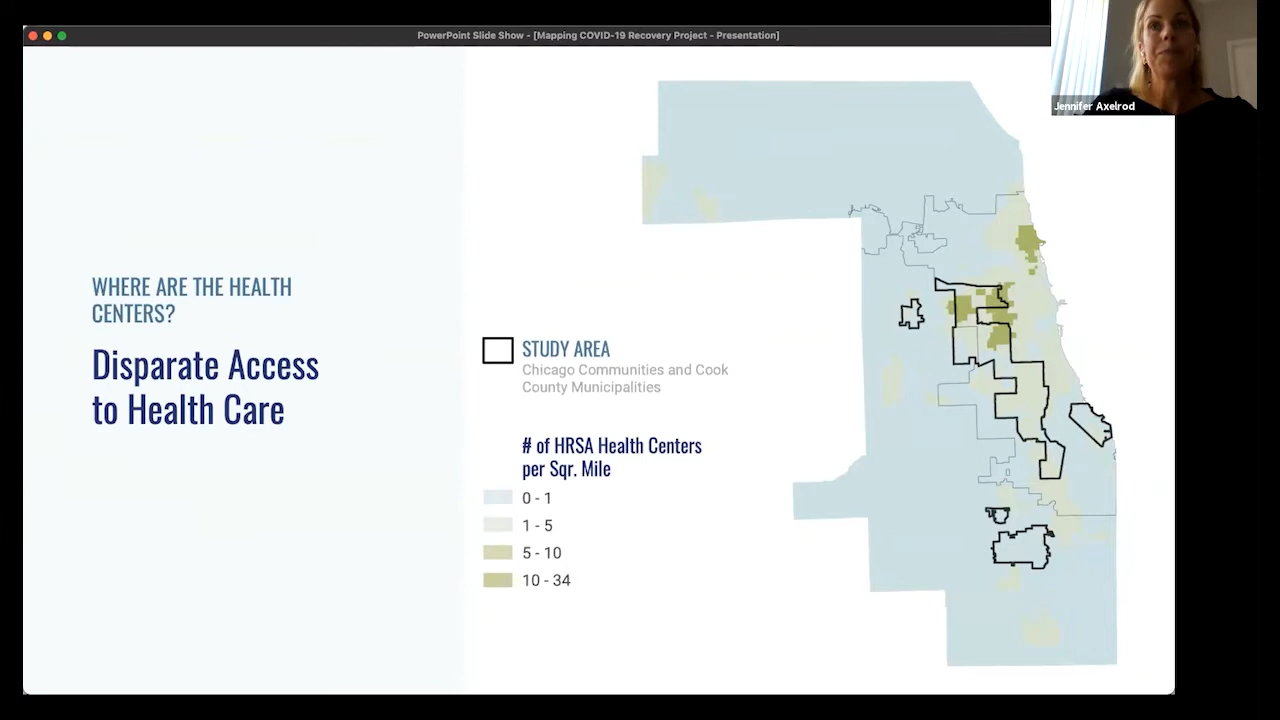 PowerPoint Slide Show - [Mapping COVID-19 Recovery Project - Presentation]
Jennifer Axelrod
WHERE ARE THE HEALTH
CENTERS?
Disparate Access
to Health Care
STUDY AREA
Chicago Communities and Cook
County Municipalities
# of HRSA Health Centers
per Sqr. Mile
0 - 1
1 - 5
5 - 10
10 - 34